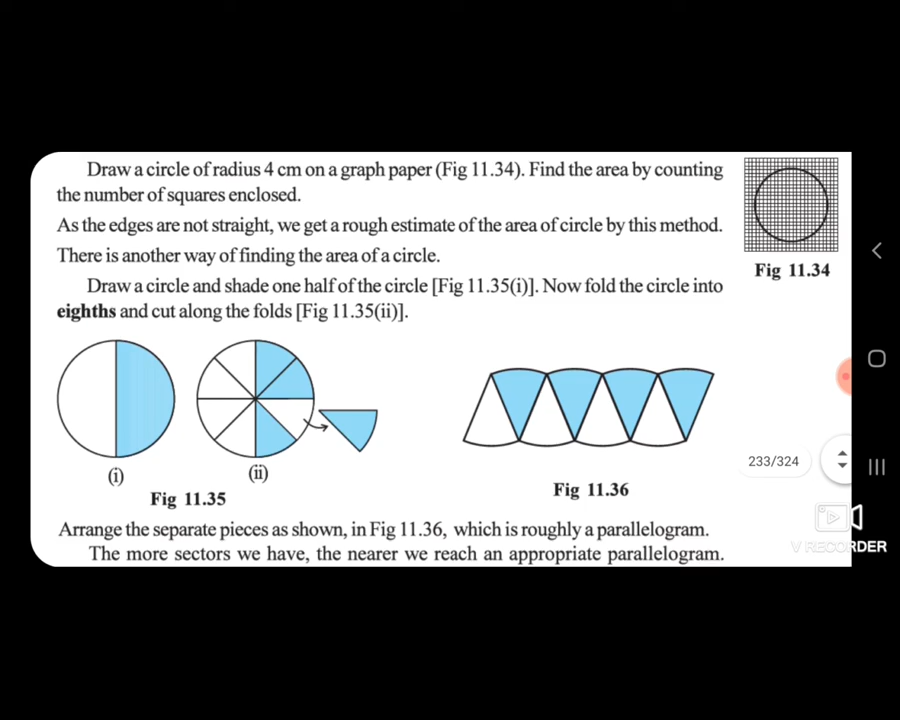 Draw a circle of radius 4 cm on a graph paper (Fig 11.34). Find the area by counting
the number of squares enclosed.
As the edges are not straight, we get a rough estimate of the area of circle by this method.
There is another way of finding the area of a circle.
Fig 11.34
Draw a circle and shade one half of the circle [Fig 11.35(i)]. Now fold the circle into
eighths and cut along the folds [Fig 11.35(ii)].
(i)
(ii)
Fig 11.35
Fig 11.36
233/324
Arrange the separate pieces as shown, in Fig 11.36, which is roughly a parallelogram.
The more sectors we have, the nearer we reach an appropriate parallelogram.
V RECORDER